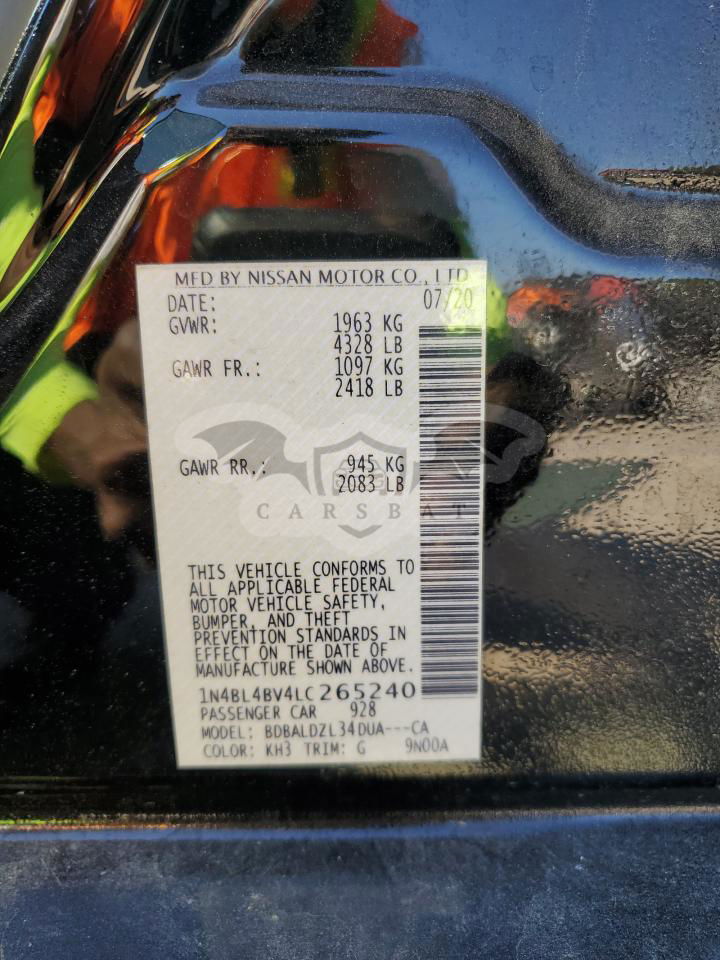 MFD BY NISSAN MOTOR CO., LTD
DATE: 07/20
GVWR: 1963 KG
4328 LB
GAWR FR.: 1097 KG
2418 LB
GAWR RR.: 945 KG
2083 LB
CARSBAT
THIS VEHICLE CONFORMS TO
ALL APPLICABLE FEDERAL
MOTOR VEHICLE SAFETY,
BUMPER, AND THEFT
PREVENTION STANDARDS IN
EFFECT ON THE DATE OF
MANUFACTURE SHOWN ABOVE.
1N4BL4BV4LC265240
PASSENGER CAR 928
MODEL: BDBALDZL34DUA---CA
COLOR: KH3 TRIM: G 9N00A